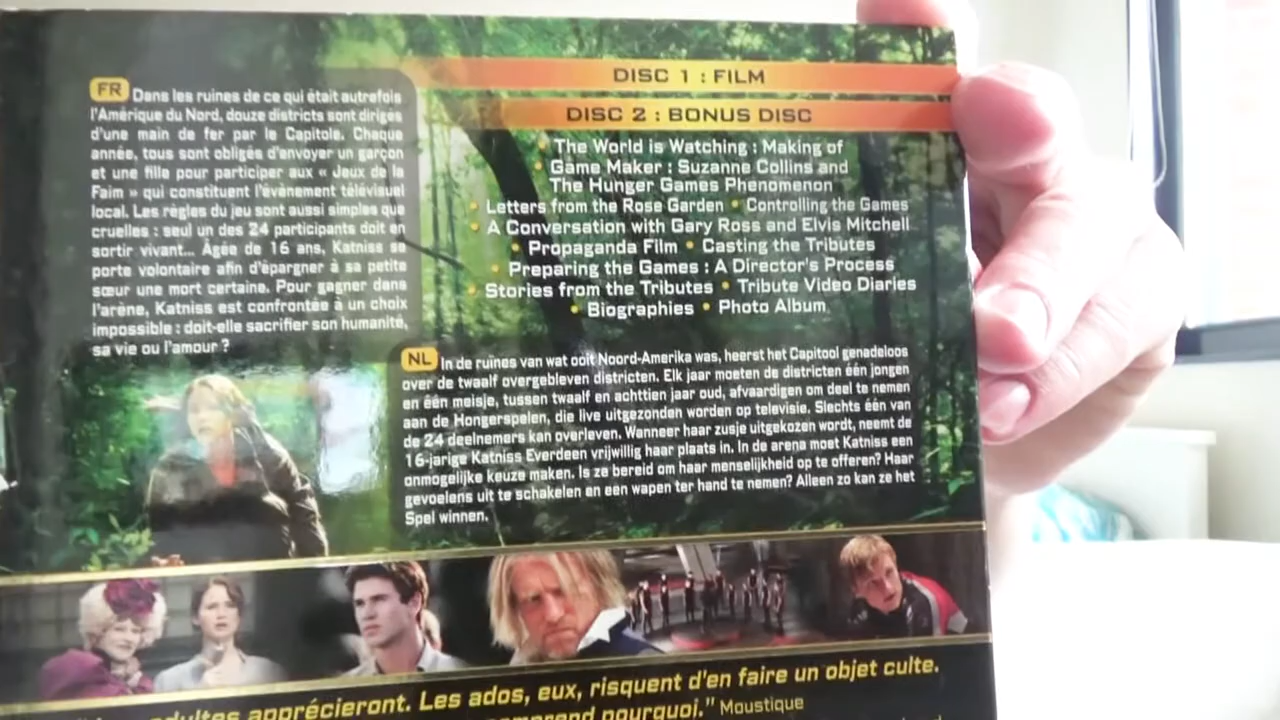 FR Dans les ruines de ce qui était autrefois
l'Amérique du Nord, douze districts sont dirigés
d'une main de fer par le Capitole. Chaque
année, tous sont obligés d'envoyer un garçon
et une fille pour participer aux « Jeux de la
Faim » qui constituent l'évènement télévisuel
local. Les règles du jeu sont aussi simples que
cruelles : seul un des 24 participants doit en
sortir vivant... Âgée de 16 ans, Katniss se
porte volontaire afin d'épargner à sa petite
sœur une mort certaine. Pour gagner dans
l'arène, Katniss est confrontée à un choix
impossible : doit-elle sacrifier son humanité,
sa vie ou l'amour ?
DISC 1 : FILM
DISC 2 : BONUS DISC
• The World is Watching : Making of
• Game Maker : Suzanne Collins and
The Hunger Games Phenomenon
• Letters from the Rose Garden • Controlling the Games
• A Conversation with Gary Ross and Elvis Mitchell
• Propaganda Film • Casting the Tributes
• Preparing the Games : A Director's Process
• Stories from the Tributes • Tribute Video Diaries
• Biographies • Photo Album
NL In de ruïnes van wat ooit Noord-Amerika was, heerst het Capitool genadeloos
over de twaalf overgebleven districten. Elk jaar moeten de districten één jongen
en één meisje, tussen twaalf en achttien jaar oud, afvaardigen om deel te nemen
aan de Hongerspelen, die live uitgezonden worden op televisie. Slechts één van
de 24 deelnemers kan overleven. Wanneer haar zusje uitgekozen wordt, neemt de
16-jarige Katniss Everdeen vrijwillig haar plaats in. In de arena moet Katniss een
onmogelijke keuze maken. Is ze bereid om haar menselijkheid op te offeren? Haar
gevoelens uit te schakelen en een wapen ter hand te nemen? Alleen zo kan ze het
Spel winnen.
adultes apprécieront. Les ados, eux, risquent d'en faire un objet culte.
comprend pourquoi." Moustique